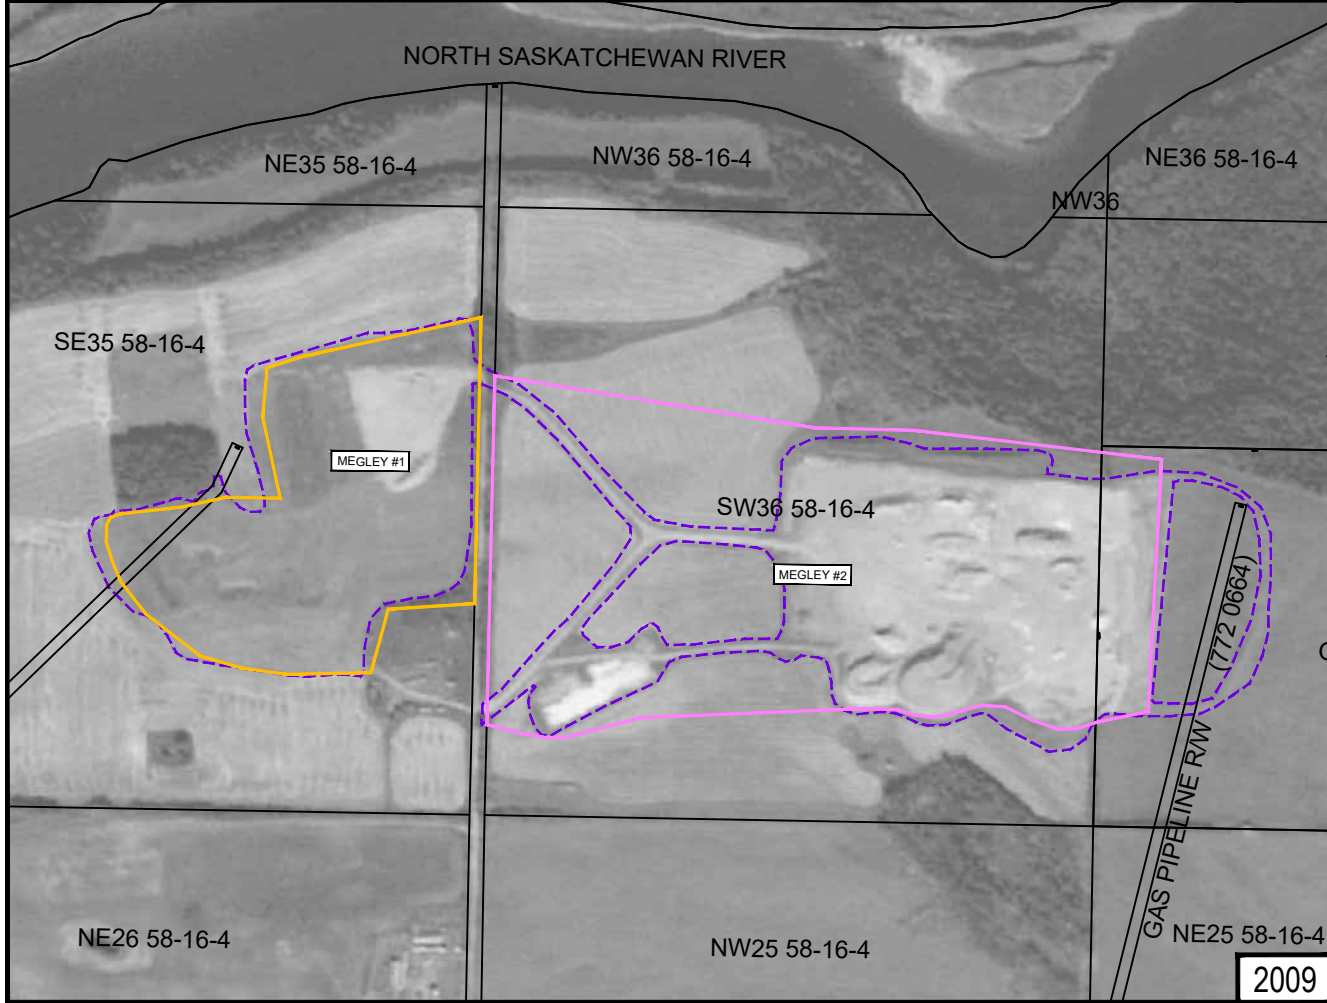 NORTH SASKATCHEWAN RIVER
NE35 58-16-4
NW36 58-16-4
NE36 58-16-4
NW36
SE35 58-16-4
MEGLEY #1
SW36 58-16-4
MEGLEY #2
(772 0664)
GAS PIPELINE R/W
NE26 58-16-4
NW25 58-16-4
NE25 58-16-4
2009